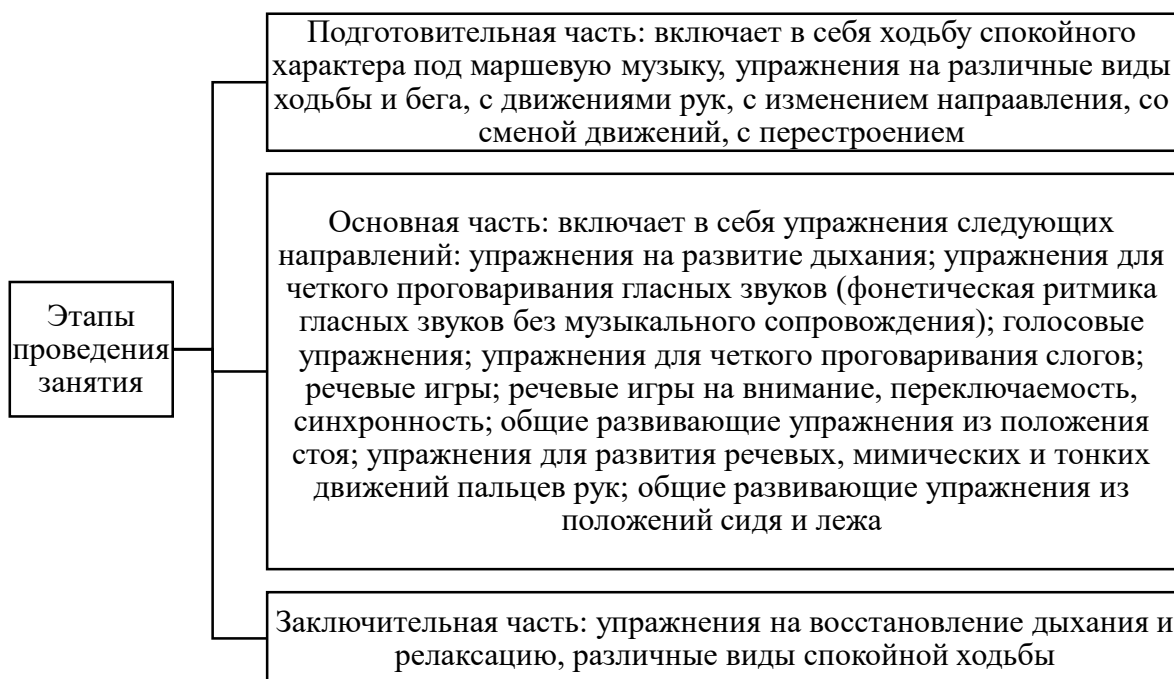 Подготовительная часть: включает в себя ходьбу спокойного
характера под маршевую музыку, упражнения на различные виды
ходьбы и бега, с движениями рук, с изменением напраавления, со
сменой движений, с перестроением
Этапы
проведения
занятия
Основная часть: включает в себя упражнения следующих
направлений: упражнения на развитие дыхания; упражнения для
четкого проговаривания гласных звуков (фонетическая ритмика
гласных звуков без музыкального сопровождения); голосовые
упражнения; упражнения для четкого проговаривания слогов;
речевые игры; речевые игры на внимание, переключаемость,
синхронность; общие развивающие упражнения из положения
стоя; упражнения для развития речевых, мимических и тонких
движений пальцев рук; общие развивающие упражнения из
положений сидя и лежа
Заключительная часть: упражнения на восстановление дыхания и
релаксацию, различные виды спокойной ходьбы